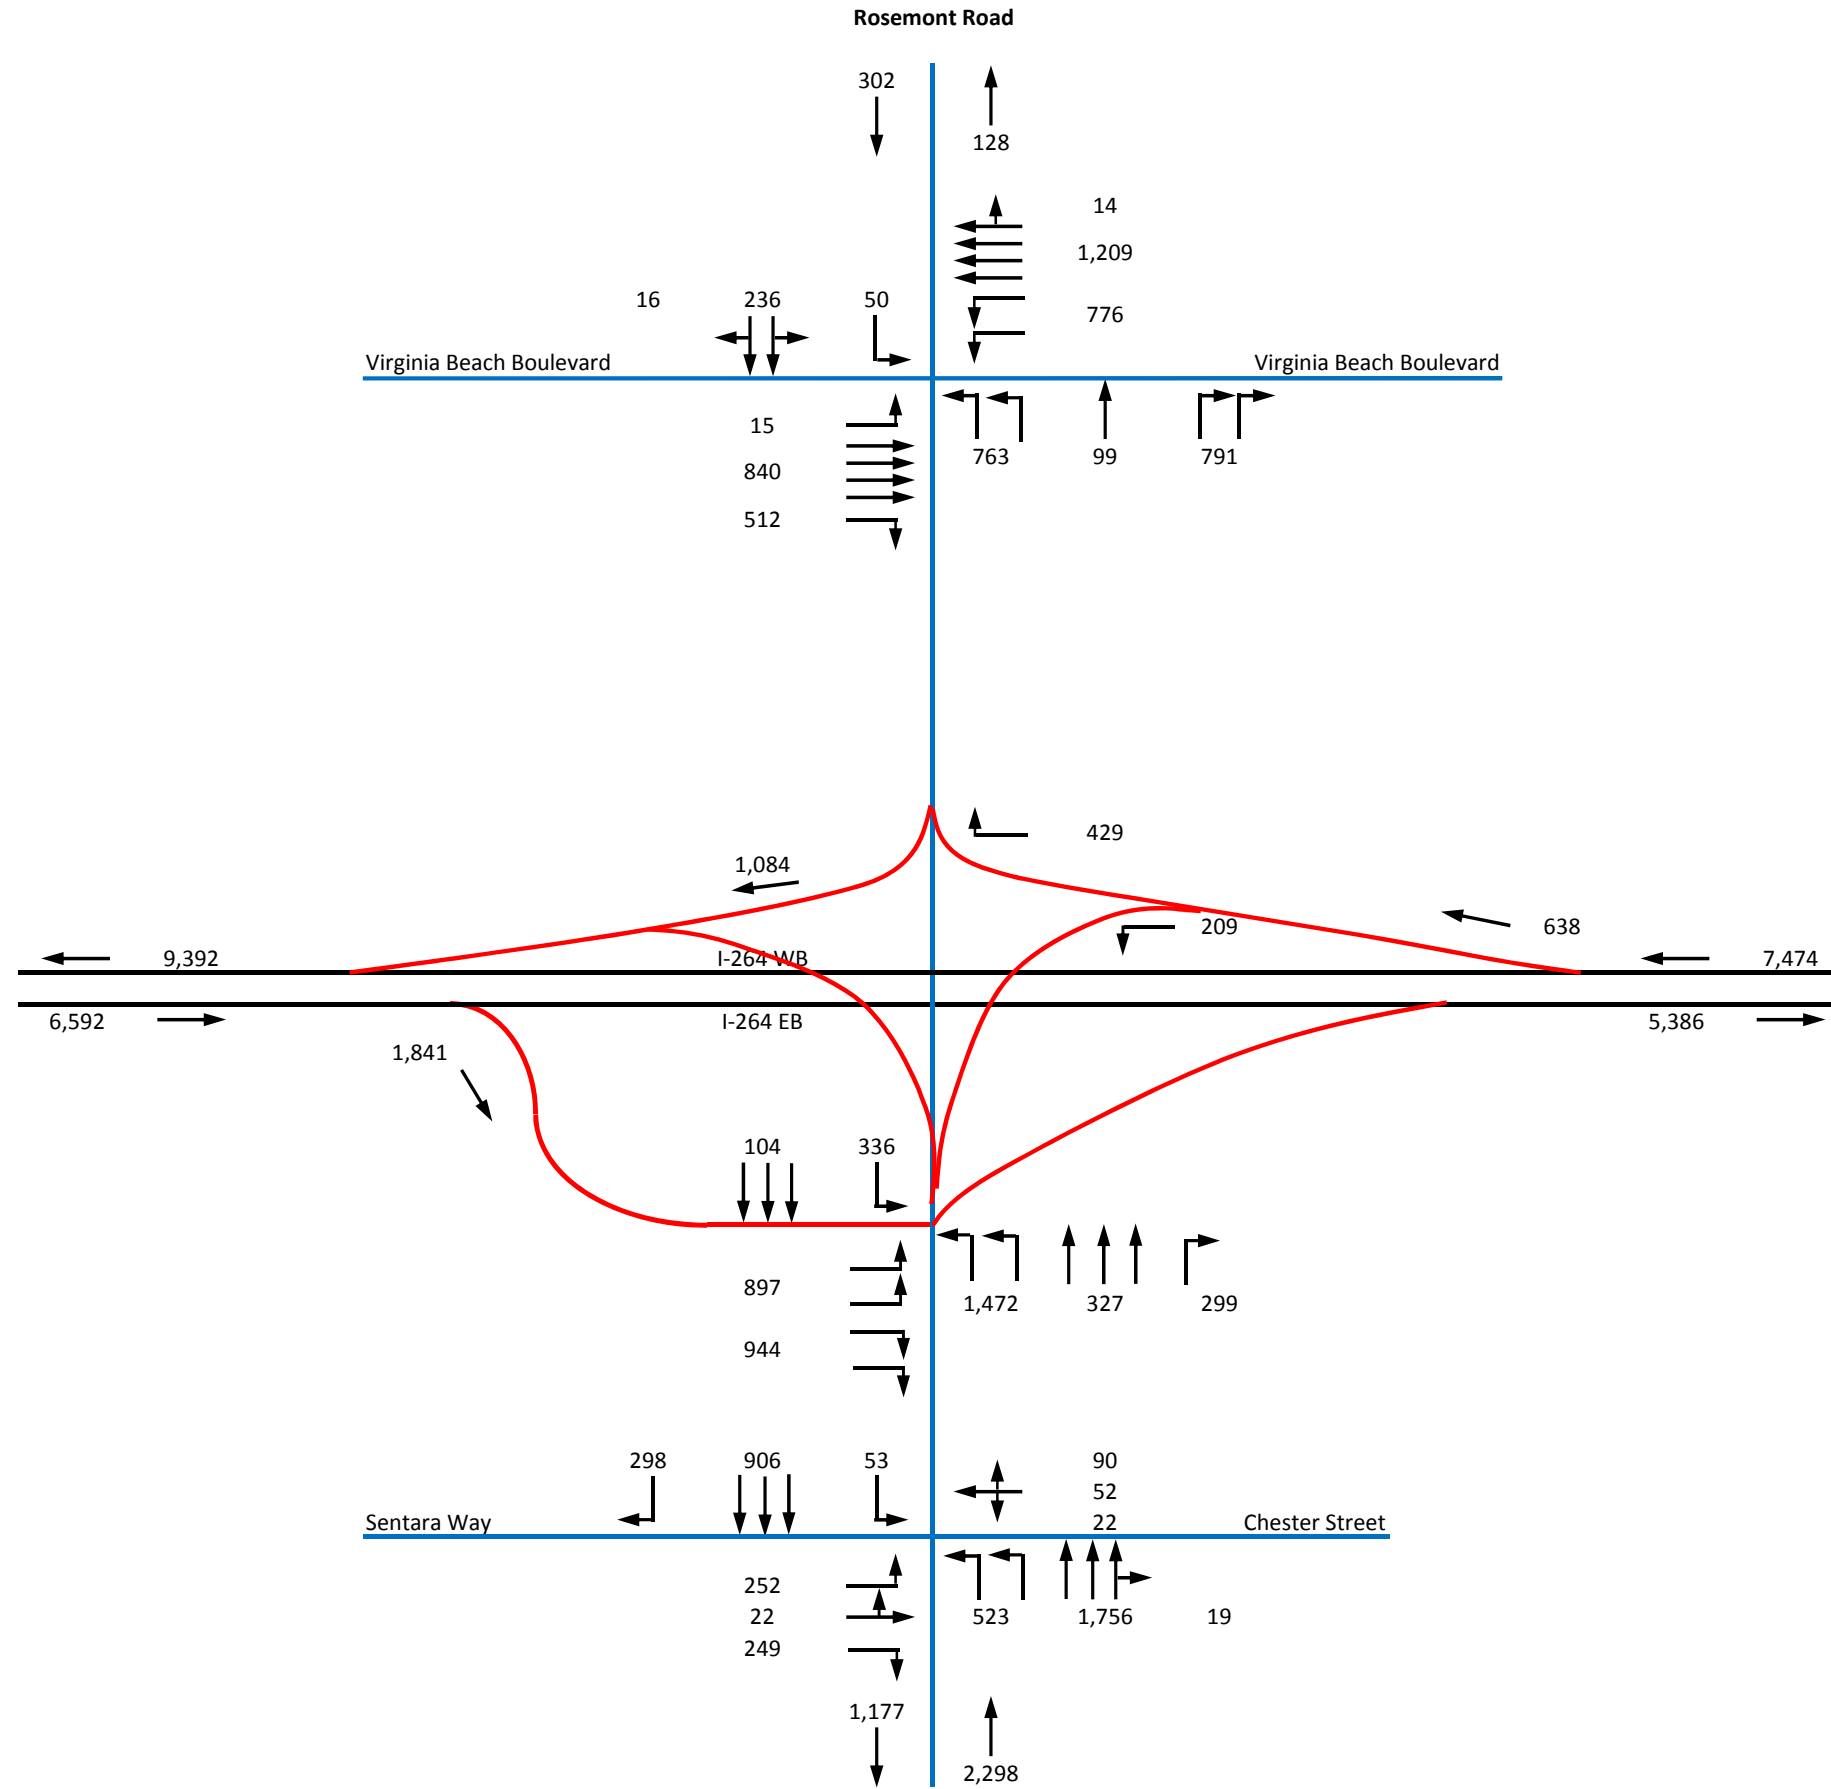 Rosemont Road
302
128
14
1,209
16 236 50
776
Virginia Beach Boulevard Virginia Beach Boulevard
15
763 99 791
840
512
429
1,084
209 638
9,392 I-264 WB 7,474
6,592 I-264 EB 5,386
1,841
104 336
897
1,472 327 299
944
298 906 53 90
52
Sentara Way 22 Chester Street
252
22 523 1,756 19
249
1,177
2,298